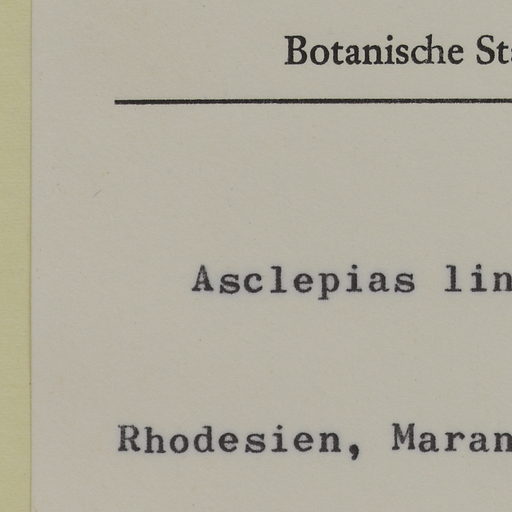 Botanische St
Asclepias lin
Rhodesien, Maran